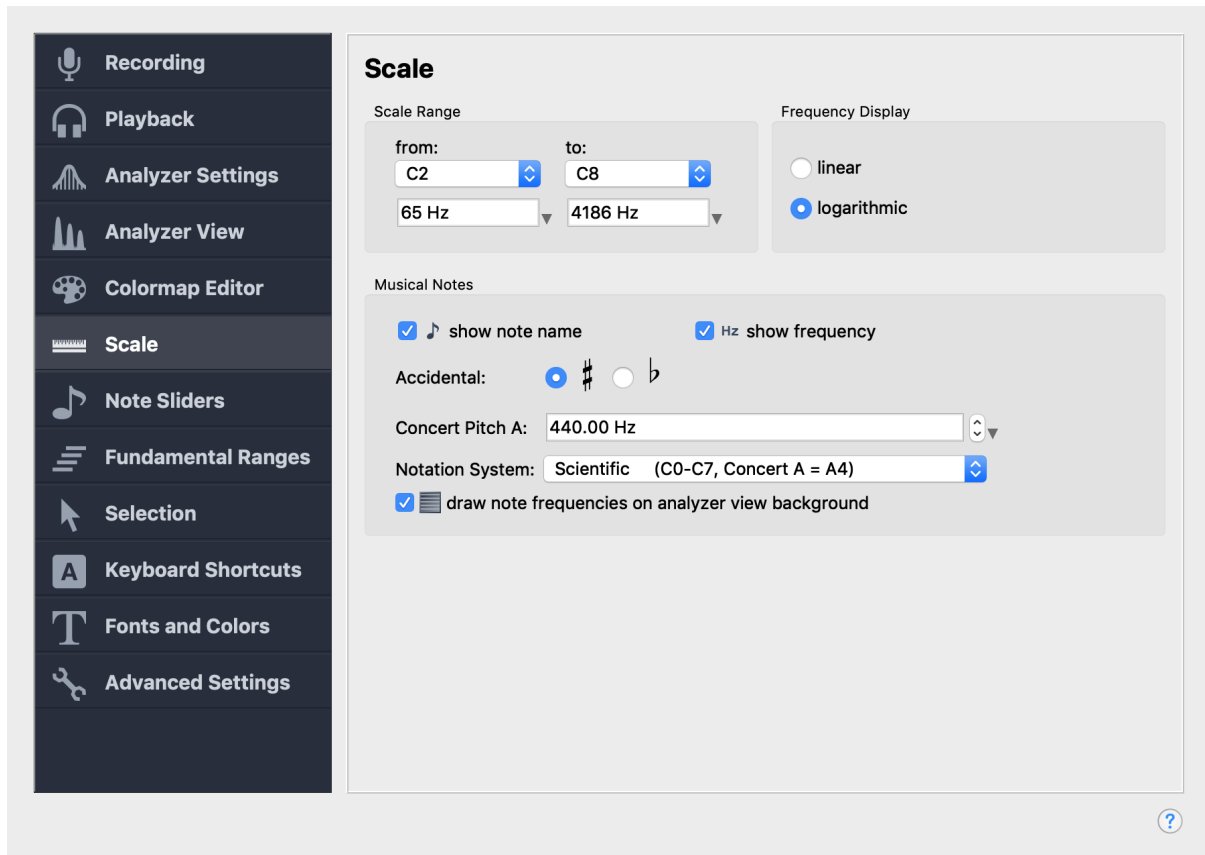 Recording
Playback
Analyzer Settings
Analyzer View
Colormap Editor
Scale
Note Sliders
Fundamental Ranges
Selection
A Keyboard Shortcuts
T Fonts and Colors
Advanced Settings
Scale
Scale Range
from: to:
C2 C8
65 Hz 4186 Hz
Frequency Display
linear
logarithmic
Musical Notes
♪ show note name Hz show frequency
Accidental: ♯ ♭
Concert Pitch A: 440.00 Hz
Notation System: Scientific (C0-C7, Concert A = A4)
draw note frequencies on analyzer view background
?